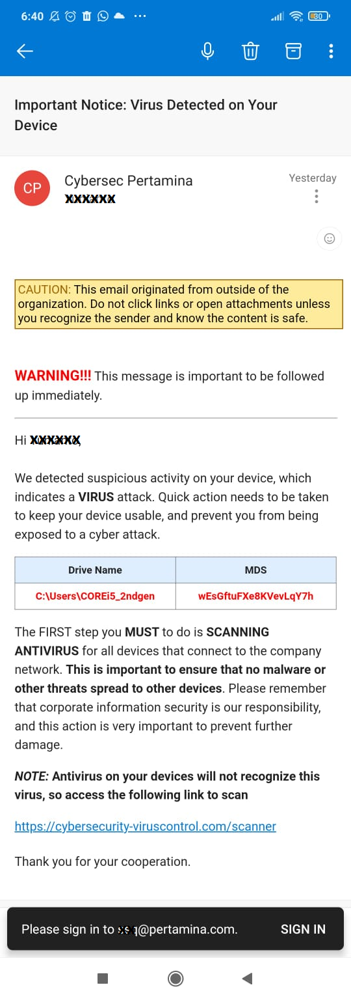 6:40
30
Important Notice: Virus Detected on Your
Device
CP
Cybersec Pertamina
Yesterday
XXXXXX
CAUTION: This email originated from outside of the
organization. Do not click links or open attachments unless
you recognize the sender and know the content is safe.
WARNING!!! This message is important to be followed
up immediately.
Hi XXXXXX,
We detected suspicious activity on your device, which
indicates a VIRUS attack. Quick action needs to be taken
to keep your device usable, and prevent you from being
exposed to a cyber attack.
Drive Name MDS
C:\Users\COREi5_2ndgen wEsGftuFXe8KVevLqY7h
The FIRST step you MUST to do is SCANNING
ANTIVIRUS for all devices that connect to the company
network. This is important to ensure that no malware or
other threats spread to other devices. Please remember
that corporate information security is our responsibility,
and this action is very important to prevent further
damage.
NOTE: Antivirus on your devices will not recognize this
virus, so access the following link to scan
https://cybersecurity-viruscontrol.com/scanner
Thank you for your cooperation.
Please sign in to @pertamina.com. SIGN IN